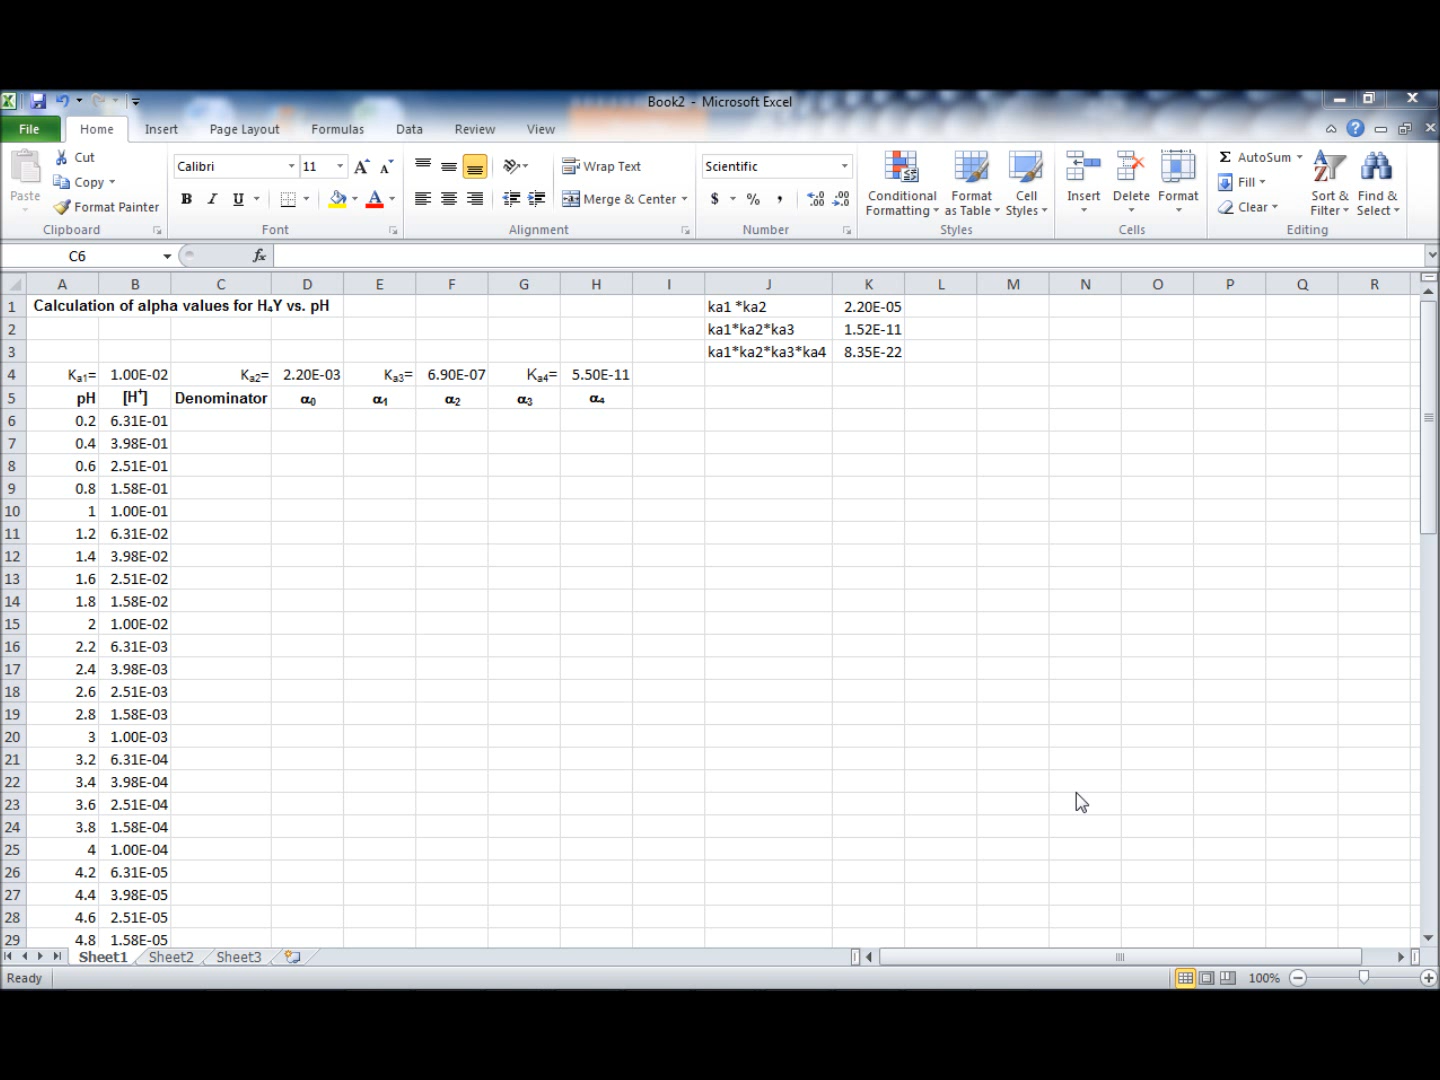 Book2 - Microsoft Excel
File Home Insert Page Layout Formulas Data Review View
Paste
Cut
Copy
Format Painter
Clipboard
Calibri 11
B I U
Font
Wrap Text
Merge & Center
Alignment
Scientific
$ % ,
Number
Conditional Formatting
Format as Table
Cell Styles
Styles
Insert
Delete
Format
Cells
Σ AutoSum
Fill
Clear
Sort & Filter
Find & Select
Editing
C6 fx
A B C D E F G H I J K L M N O P Q R
1 Calculation of alpha values for H₄Y vs. pH ka1 *ka2 2.20E-05
2 ka1*ka2*ka3 1.52E-11
3 ka1*ka2*ka3*ka4 8.35E-22
4 Kₐ₁= 1.00E-02 Kₐ₂= 2.20E-03 Kₐ₃= 6.90E-07 Kₐ₄= 5.50E-11
5 pH [H⁺] Denominator α₀ α₁ α₂ α₃ α₄
6 0.2 6.31E-01
7 0.4 3.98E-01
8 0.6 2.51E-01
9 0.8 1.58E-01
10 1 1.00E-01
11 1.2 6.31E-02
12 1.4 3.98E-02
13 1.6 2.51E-02
14 1.8 1.58E-02
15 2 1.00E-02
16 2.2 6.31E-03
17 2.4 3.98E-03
18 2.6 2.51E-03
19 2.8 1.58E-03
20 3 1.00E-03
21 3.2 6.31E-04
22 3.4 3.98E-04
23 3.6 2.51E-04
24 3.8 1.58E-04
25 4 1.00E-04
26 4.2 6.31E-05
27 4.4 3.98E-05
28 4.6 2.51E-05
29 4.8 1.58E-05
Sheet1 Sheet2 Sheet3
Ready 100%